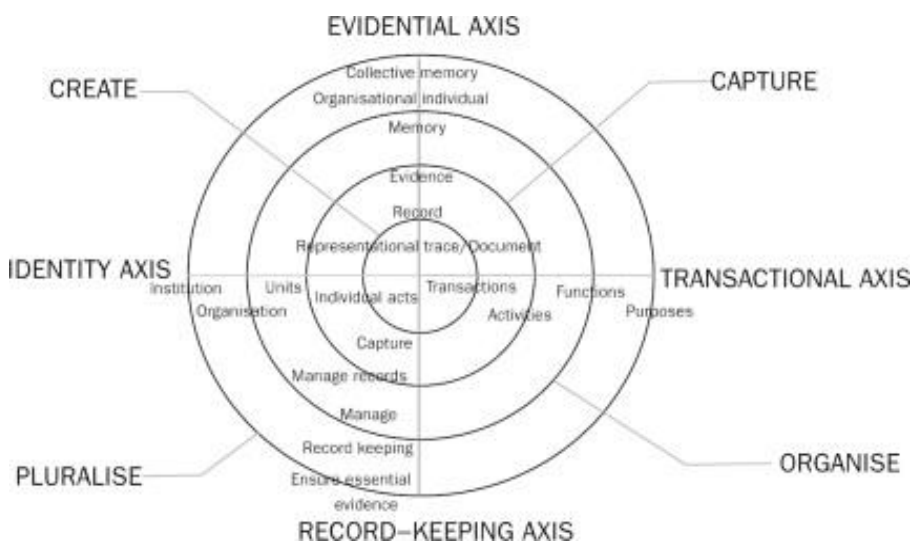 EVIDENTIAL AXIS
Collective memory
CREATE
CAPTURE
Organisational individual
Memory
Evidence
Record
Representational trace/Document
IDENTITY AXIS
TRANSACTIONAL AXIS
Institution
Units
Individual acts
Transactions
Functions
Organisation
Activities
Purposes
Capture
Manage records
Manage
Record keeping
PLURALISE
ORGANISE
Ensure essential
evidence
RECORD–KEEPING AXIS